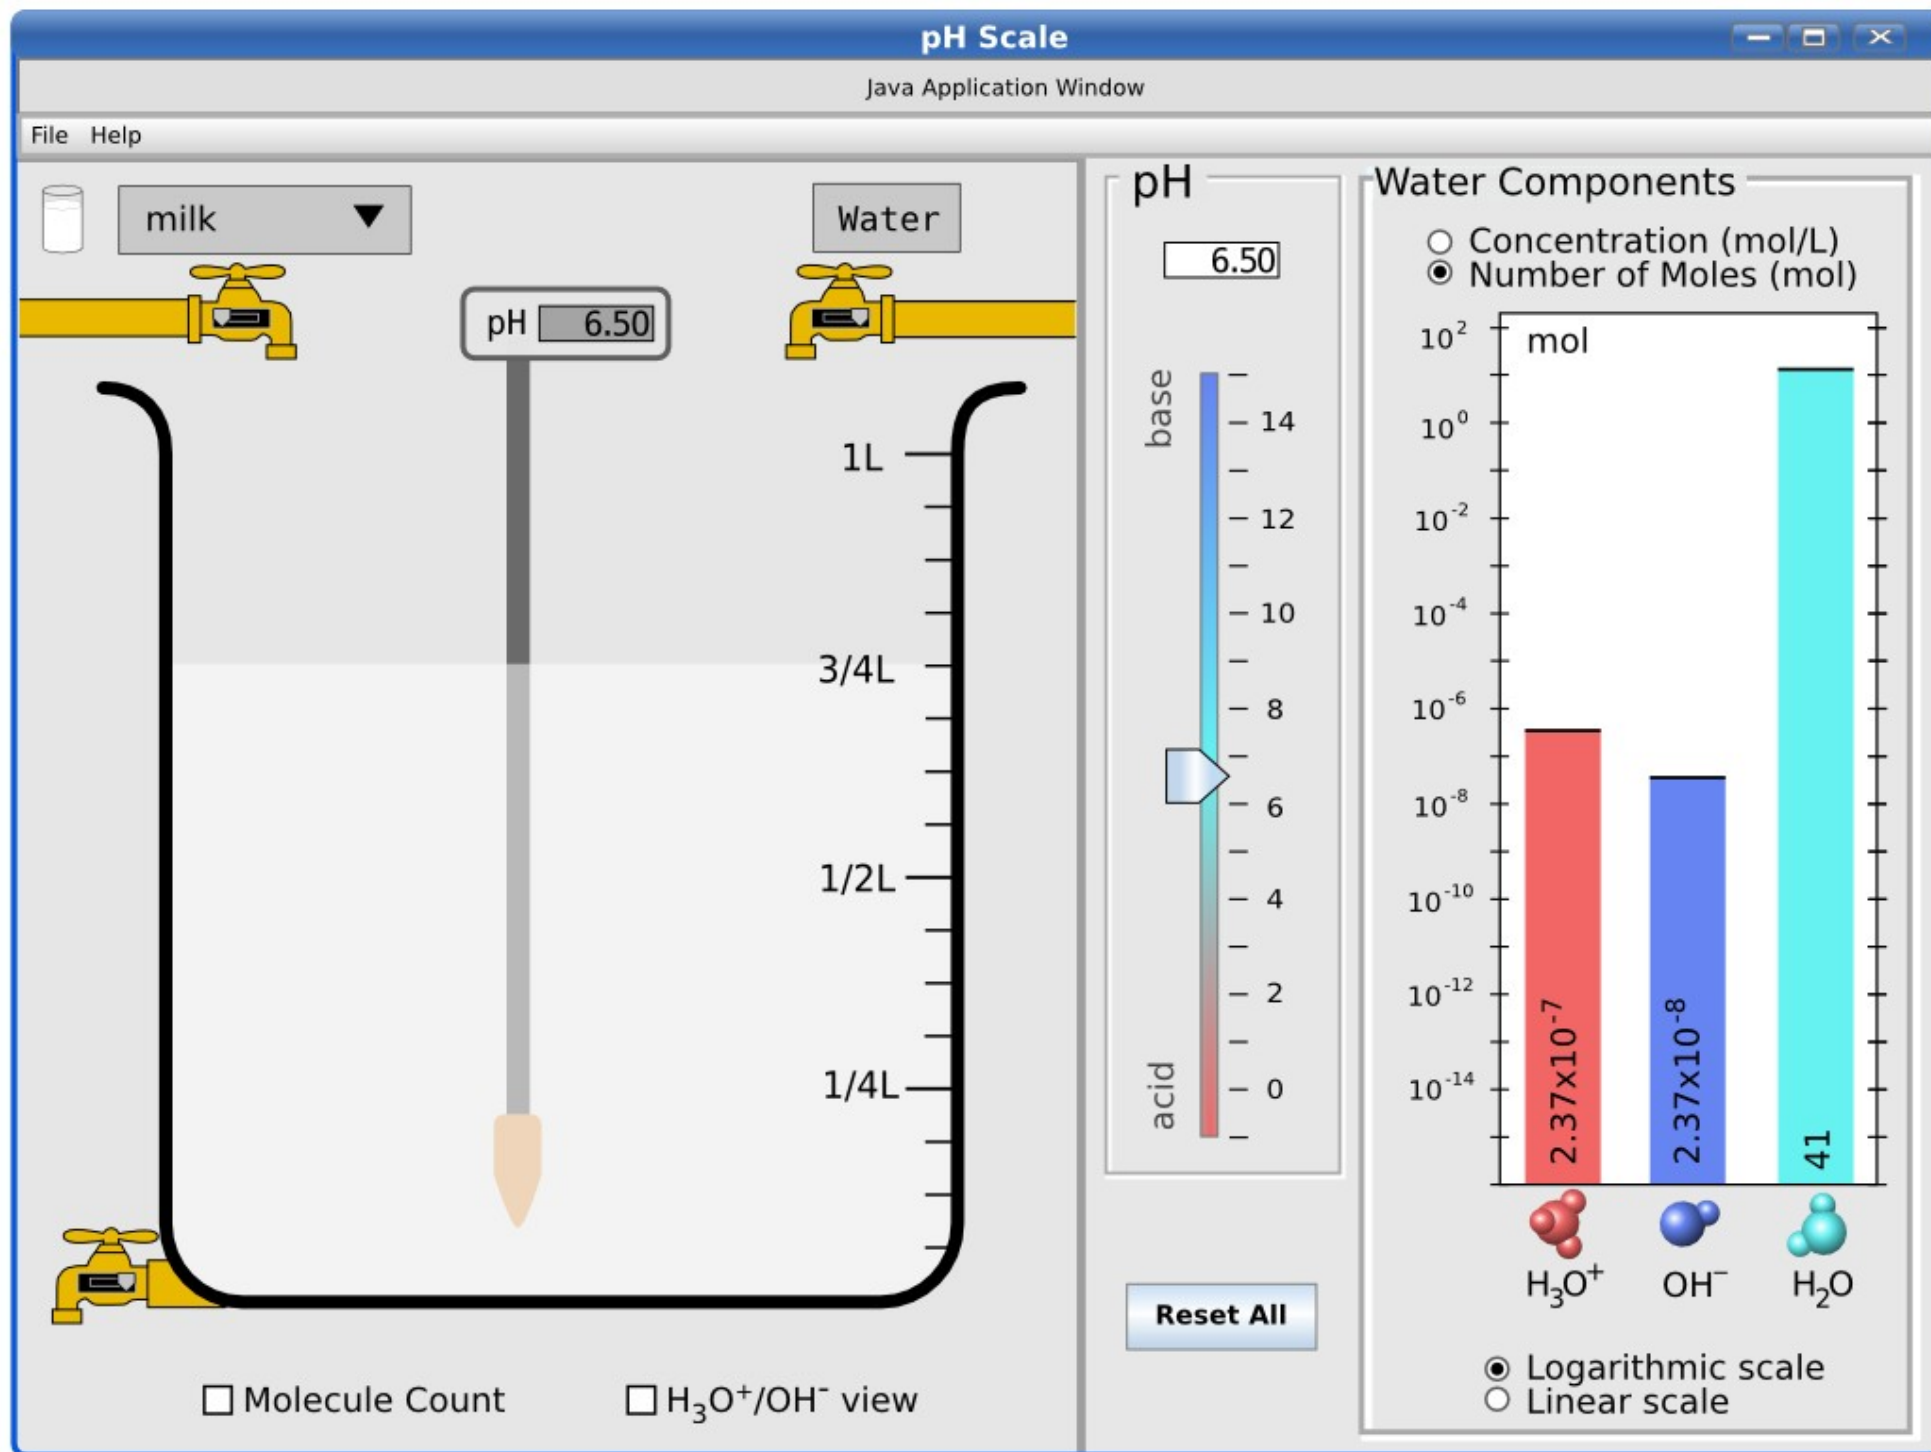 pH Scale
Java Application Window
File Help
milk
Water
pH 6.50
1L
3/4L
1/2L
1/4L
Molecule Count
H₃O⁺/OH⁻ view
pH
6.50
base
14
12
10
8
6
4
2
0
acid
Reset All
Water Components
Concentration (mol/L)
Number of Moles (mol)
mol
10²
10⁰
10⁻²
10⁻⁴
10⁻⁶
10⁻⁸
10⁻¹⁰
10⁻¹²
10⁻¹⁴
2.37x10⁻⁷
2.37x10⁻⁸
41
H₃O⁺ OH⁻ H₂O
Logarithmic scale
Linear scale